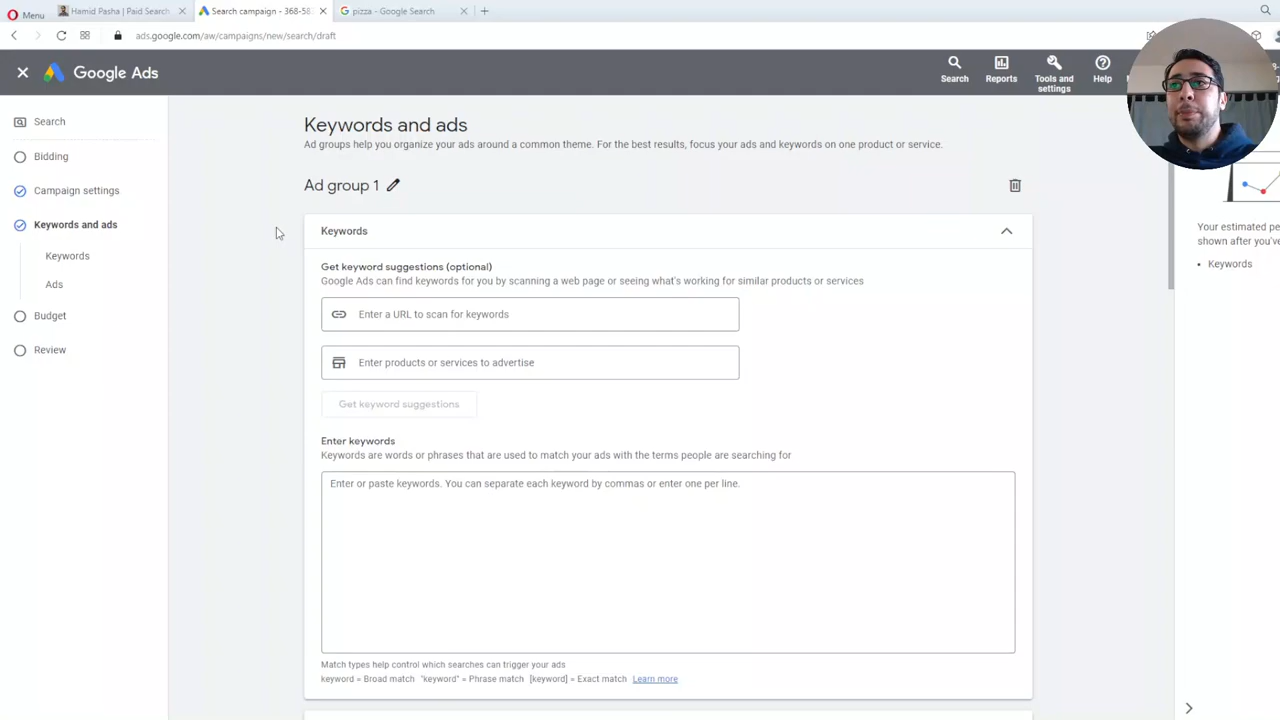 Menu
Hamid Pasha | Paid Search
Search campaign - 368-58
pizza - Google Search
ads.google.com/aw/campaigns/new/search/draft
Google Ads
Search
Reports
Tools and
settings
Help
Search
Bidding
Campaign settings
Keywords and ads
Keywords
Ads
Budget
Review
Keywords and ads
Ad groups help you organize your ads around a common theme. For the best results, focus your ads and keywords on one product or service.
Ad group 1
Keywords
Get keyword suggestions (optional)
Google Ads can find keywords for you by scanning a web page or seeing what's working for similar products or services
Enter a URL to scan for keywords
Enter products or services to advertise
Get keyword suggestions
Enter keywords
Keywords are words or phrases that are used to match your ads with the terms people are searching for
Enter or paste keywords. You can separate each keyword by commas or enter one per line.
Match types help control which searches can trigger your ads
keyword = Broad match "keyword" = Phrase match [keyword] = Exact match Learn more
Your estimated pe
shown after you've
• Keywords